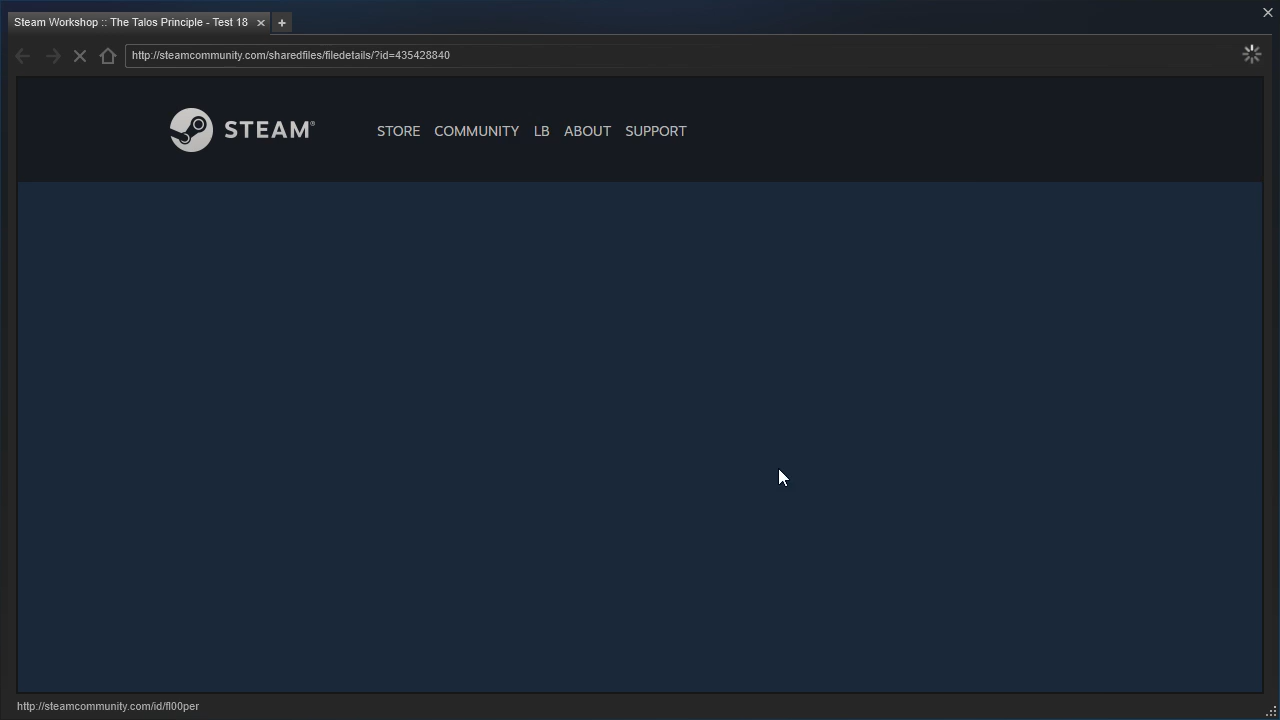 Steam Workshop :: The Talos Principle - Test 18
http://steamcommunity.com/sharedfiles/filedetails/?id=435428840
STEAM®
STORE COMMUNITY LB ABOUT SUPPORT
http://steamcommunity.com/id/fl00per